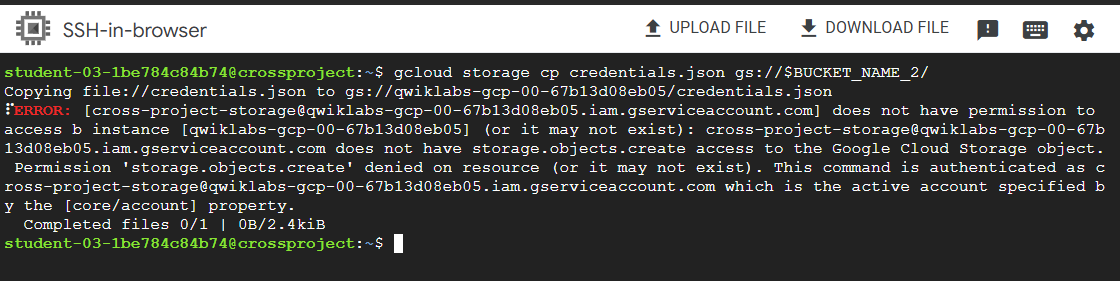 SSH-in-browser
UPLOAD FILE
DOWNLOAD FILE
student-03-1be784c84b74@crossproject:~$ gcloud storage cp credentials.json gs://$BUCKET_NAME_2/
Copying file://credentials.json to gs://qwiklabs-gcp-00-67b13d08eb05/credentials.json
⠏ERROR: [cross-project-storage@qwiklabs-gcp-00-67b13d08eb05.iam.gserviceaccount.com] does not have permission to
access b instance [qwiklabs-gcp-00-67b13d08eb05] (or it may not exist): cross-project-storage@qwiklabs-gcp-00-67b
13d08eb05.iam.gserviceaccount.com does not have storage.objects.create access to the Google Cloud Storage object.
 Permission 'storage.objects.create' denied on resource (or it may not exist). This command is authenticated as c
ross-project-storage@qwiklabs-gcp-00-67b13d08eb05.iam.gserviceaccount.com which is the active account specified b
y the [core/account] property.
  Completed files 0/1 | 0B/2.4kiB
student-03-1be784c84b74@crossproject:~$